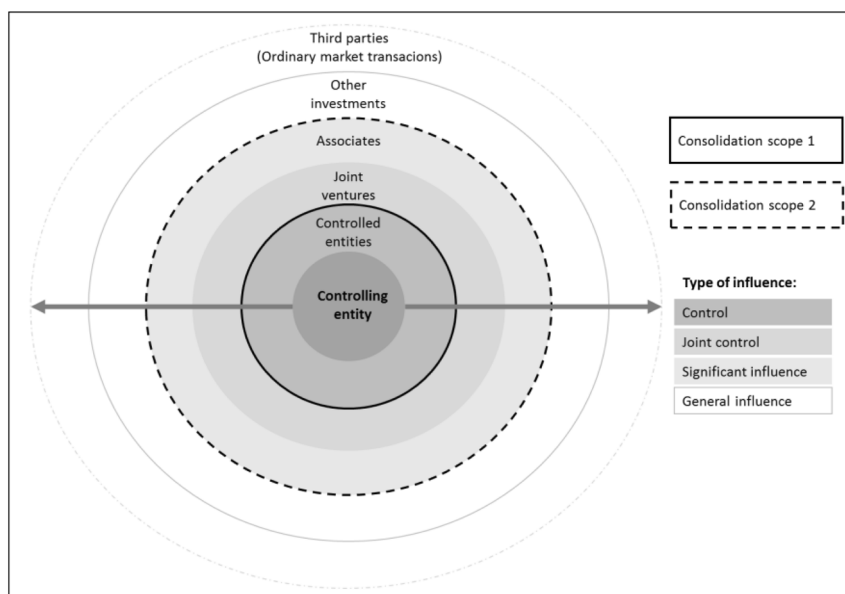 Third parties
(Ordinary market transacions)
Other
investments
Associates
Joint
ventures
Controlled
entities
Controlling
entity
Consolidation scope 1
Consolidation scope 2
Type of influence:
Control
Joint control
Significant influence
General influence